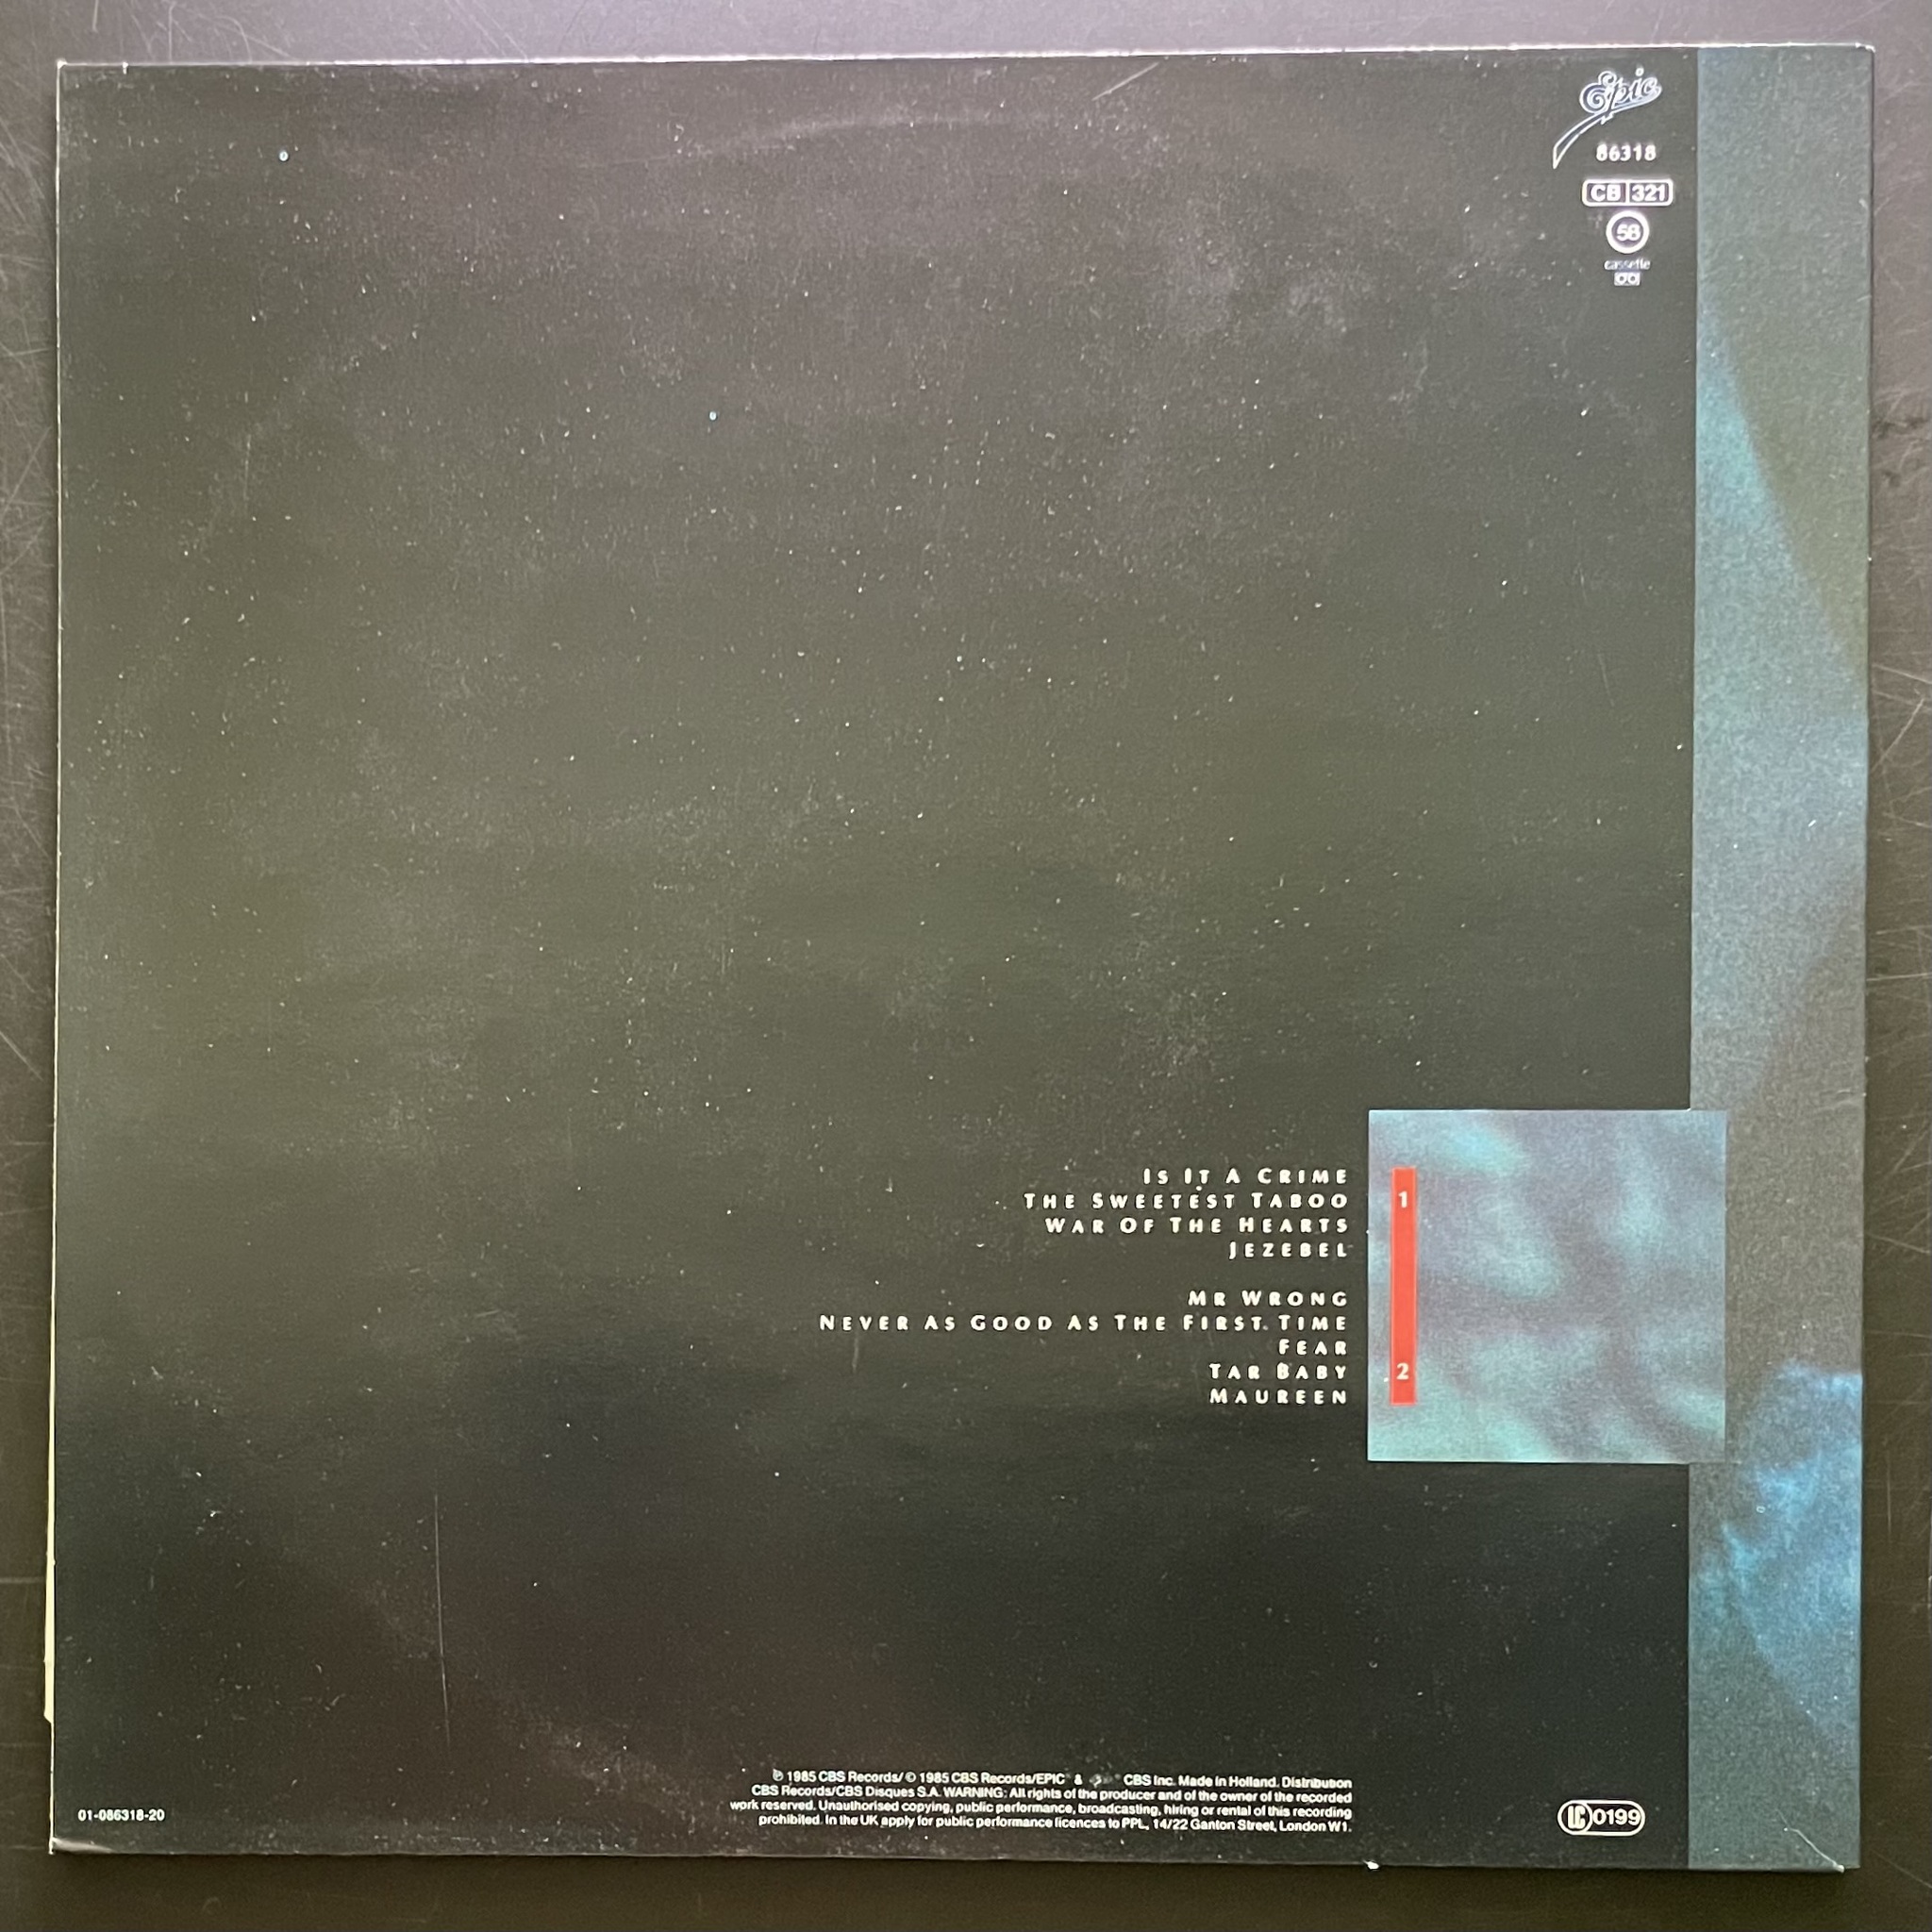 Epic
86318
CB 321
58
cassette
IS IT A CRIME
THE SWEETEST TABOO
1
WAR OF THE HEARTS
JEZEBEL
MR WRONG
NEVER AS GOOD AS THE FIRST TIME
FEAR
TAR BABY
2
MAUREEN
℗ 1985 CBS Records/ © 1985 CBS Records/EPIC & CBS Inc. Made in Holland. Distribution
CBS Records/CBS Disques S.A. WARNING: All rights of the producer and of the owner of the recorded
work reserved. Unauthorised copying, public performance, broadcasting, hiring or rental of this recording
prohibited. In the UK apply for public performance licences to PPL, 14/22 Ganton Street, London W1.
01-086318-20
LC 0199